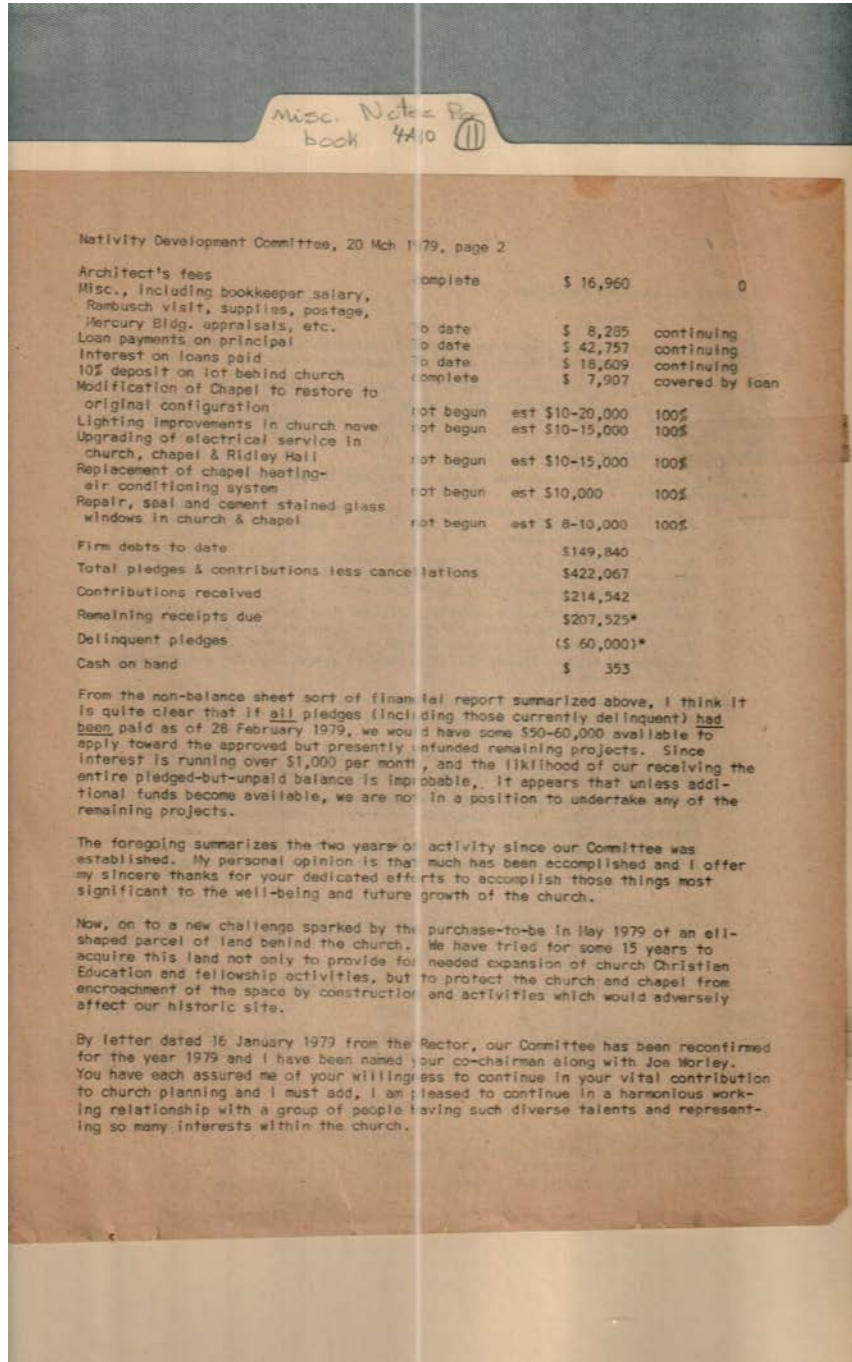 Misc. Notes Pg
book 4A10 11
Nativity Development Committee, 20 Mch 1979, page 2
Architect's fees omplete $ 16,960 0
Misc., including bookkeeper salary,
Rambusch visit, supplies, postage,
Mercury Bldg. appraisals, etc. o date $ 8,285 continuing
Loan payments on principal o date $ 42,757 continuing
Interest on loans paid o date $ 18,609 continuing
10% deposit on lot behind church omplete $ 7,907 covered by loan
Modification of Chapel to restore to
original configuration not begun est $10-20,000 100%
Lighting improvements in church nave not begun est $10-15,000 100%
Upgrading of electrical service in
church, chapel & Ridley Hall not begun est $10-15,000 100%
Replacement of chapel heating-
air conditioning system not begun est $10,000 100%
Repair, seal and cement stained glass
windows in church & chapel not begun est $ 8-10,000 100%
Firm debts to date $149,840
Total pledges & contributions less cancellations $422,067
Contributions received $214,542
Remaining receipts due $207,525*
Delinquent pledges ($ 60,000)*
Cash on hand $ 353
From the non-balance sheet sort of financial report summarized above, I think it
is quite clear that if all pledges (including those currently delinquent) had
been paid as of 28 February 1979, we would have some $50-60,000 available to
apply toward the approved but presently unfunded remaining projects. Since
interest is running over $1,000 per month, and the liklihood of our receiving the
entire pledged-but-unpaid balance is improbable, it appears that unless addi-
tional funds become available, we are not in a position to undertake any of the
remaining projects.
The foregoing summarizes the two years of activity since our Committee was
established. My personal opinion is that much has been accomplished and I offer
my sincere thanks for your dedicated efforts to accomplish those things most
significant to the well-being and future growth of the church.
Now, on to a new challenge sparked by the purchase-to-be in May 1979 of an ell-
shaped parcel of land behind the church. We have tried for some 15 years to
acquire this land not only to provide for needed expansion of church Christian
Education and fellowship activities, but to protect the church and chapel from
encroachment of the space by construction and activities which would adversely
affect our historic site.
By letter dated 16 January 1979 from the Rector, our Committee has been reconfirmed
for the year 1979 and I have been named your co-chairman along with Joe Worley.
You have each assured me of your willingness to continue in your vital contribution
to church planning and I must add, I am pleased to continue in a harmonious work-
ing relationship with a group of people having such diverse talents and represent-
ing so many interests within the church.